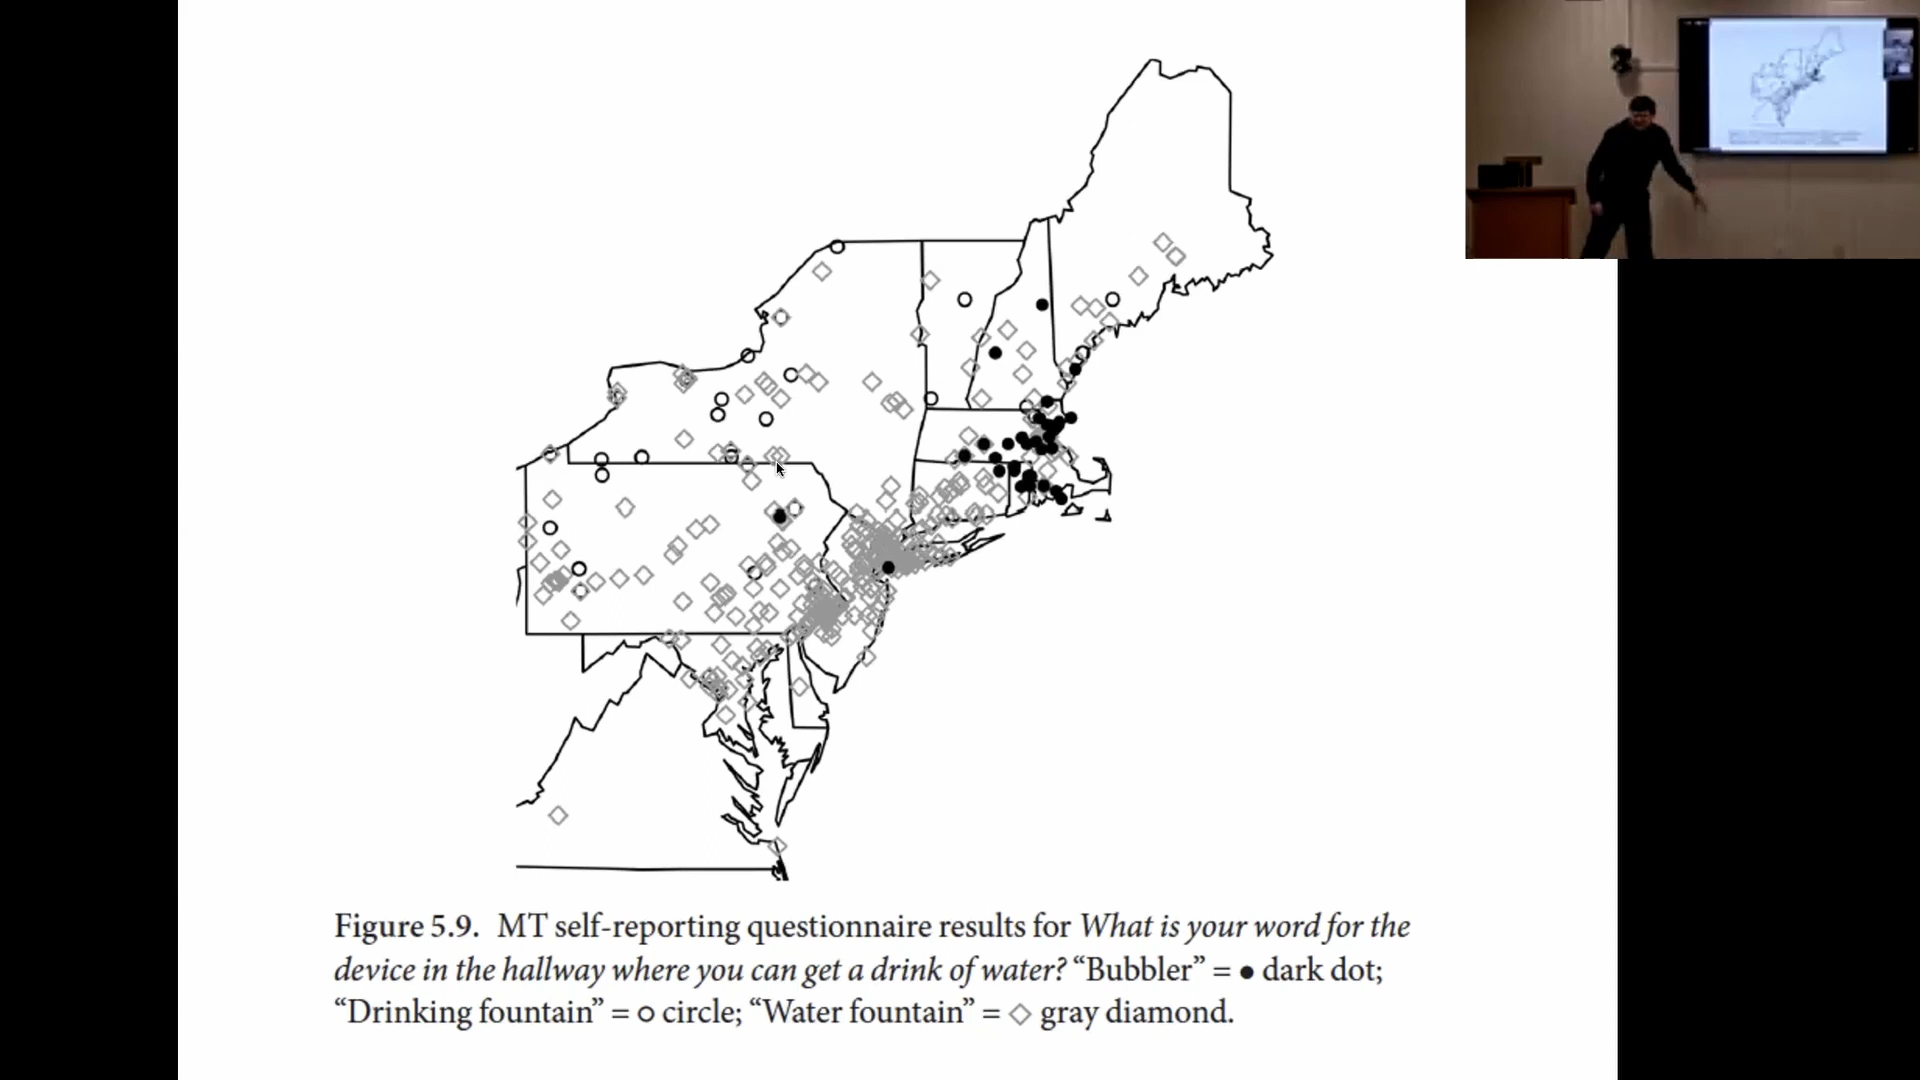 Figure 5.9. MT self-reporting questionnaire results for What is your word for the
device in the hallway where you can get a drink of water? “Bubbler” = ● dark dot;
“Drinking fountain” = o circle; “Water fountain” = ◇ gray diamond.